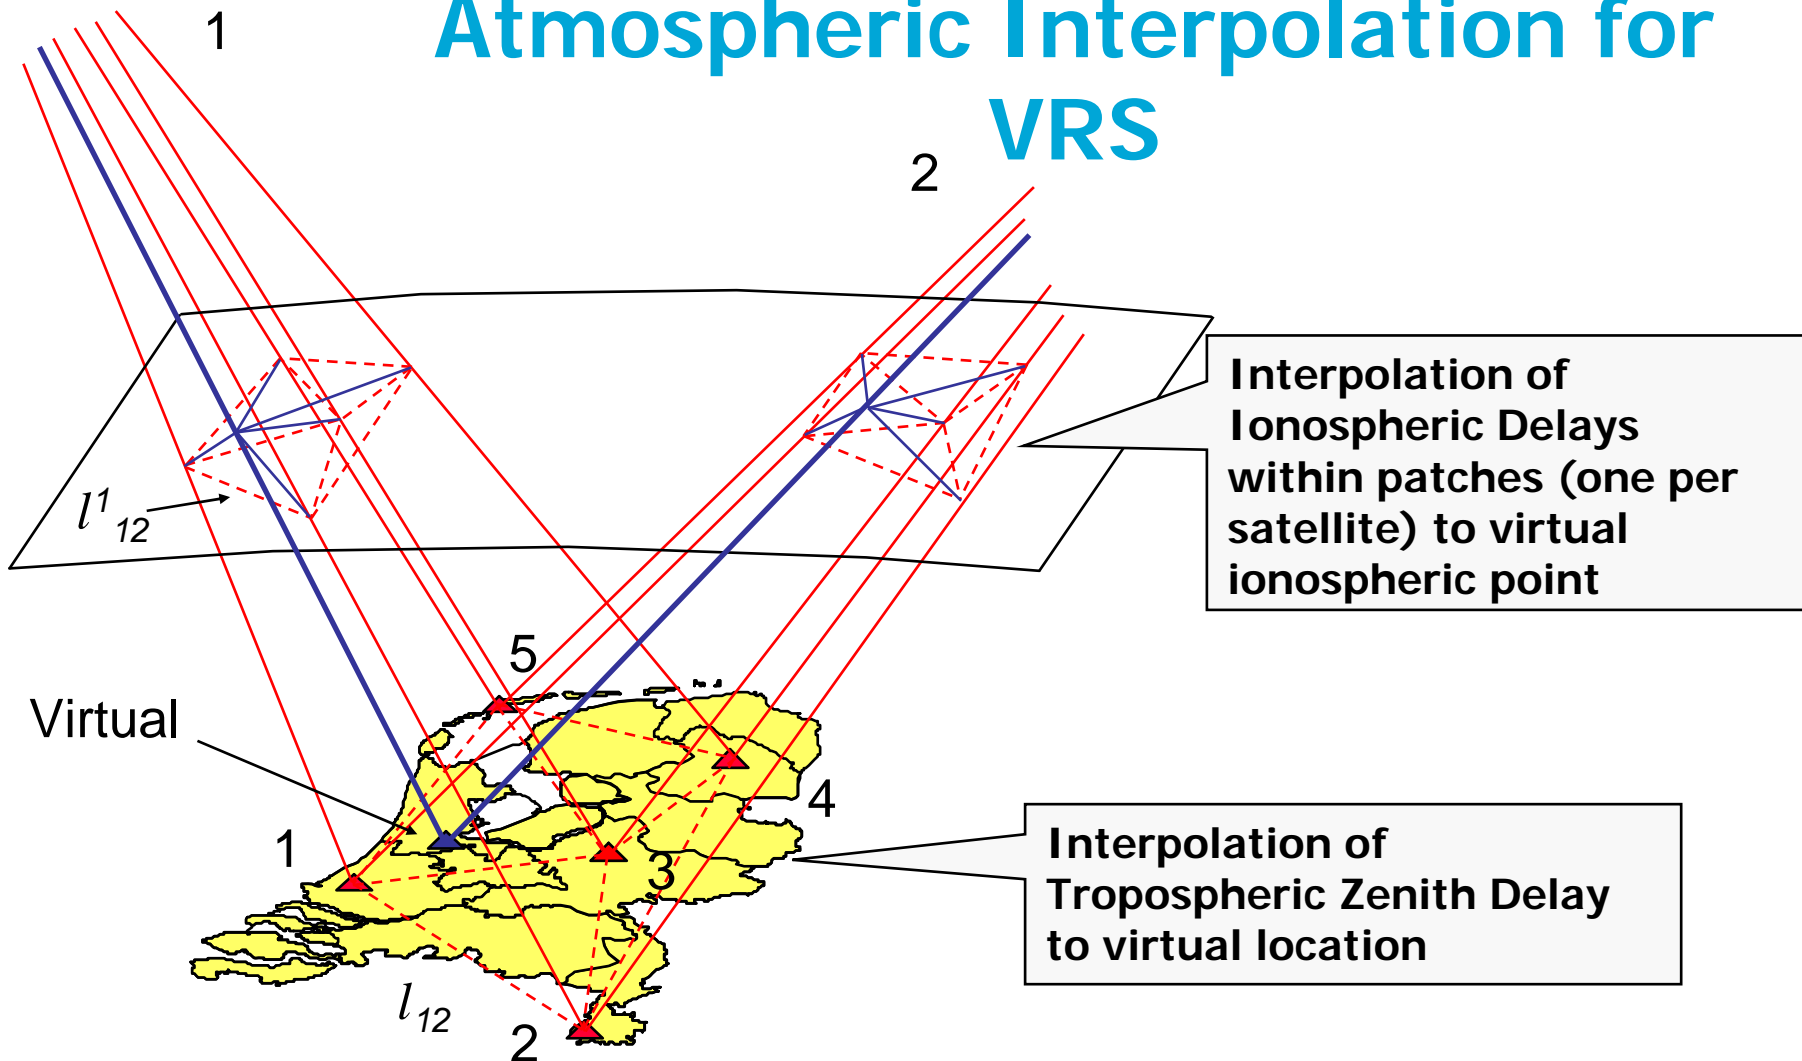 Atmospheric Interpolation for
VRS
1
2
Interpolation of
Ionospheric Delays
within patches (one per
satellite) to virtual
ionospheric point
l¹₁₂
5
Virtual
4
1
3
Interpolation of
Tropospheric Zenith Delay
to virtual location
l₁₂
2